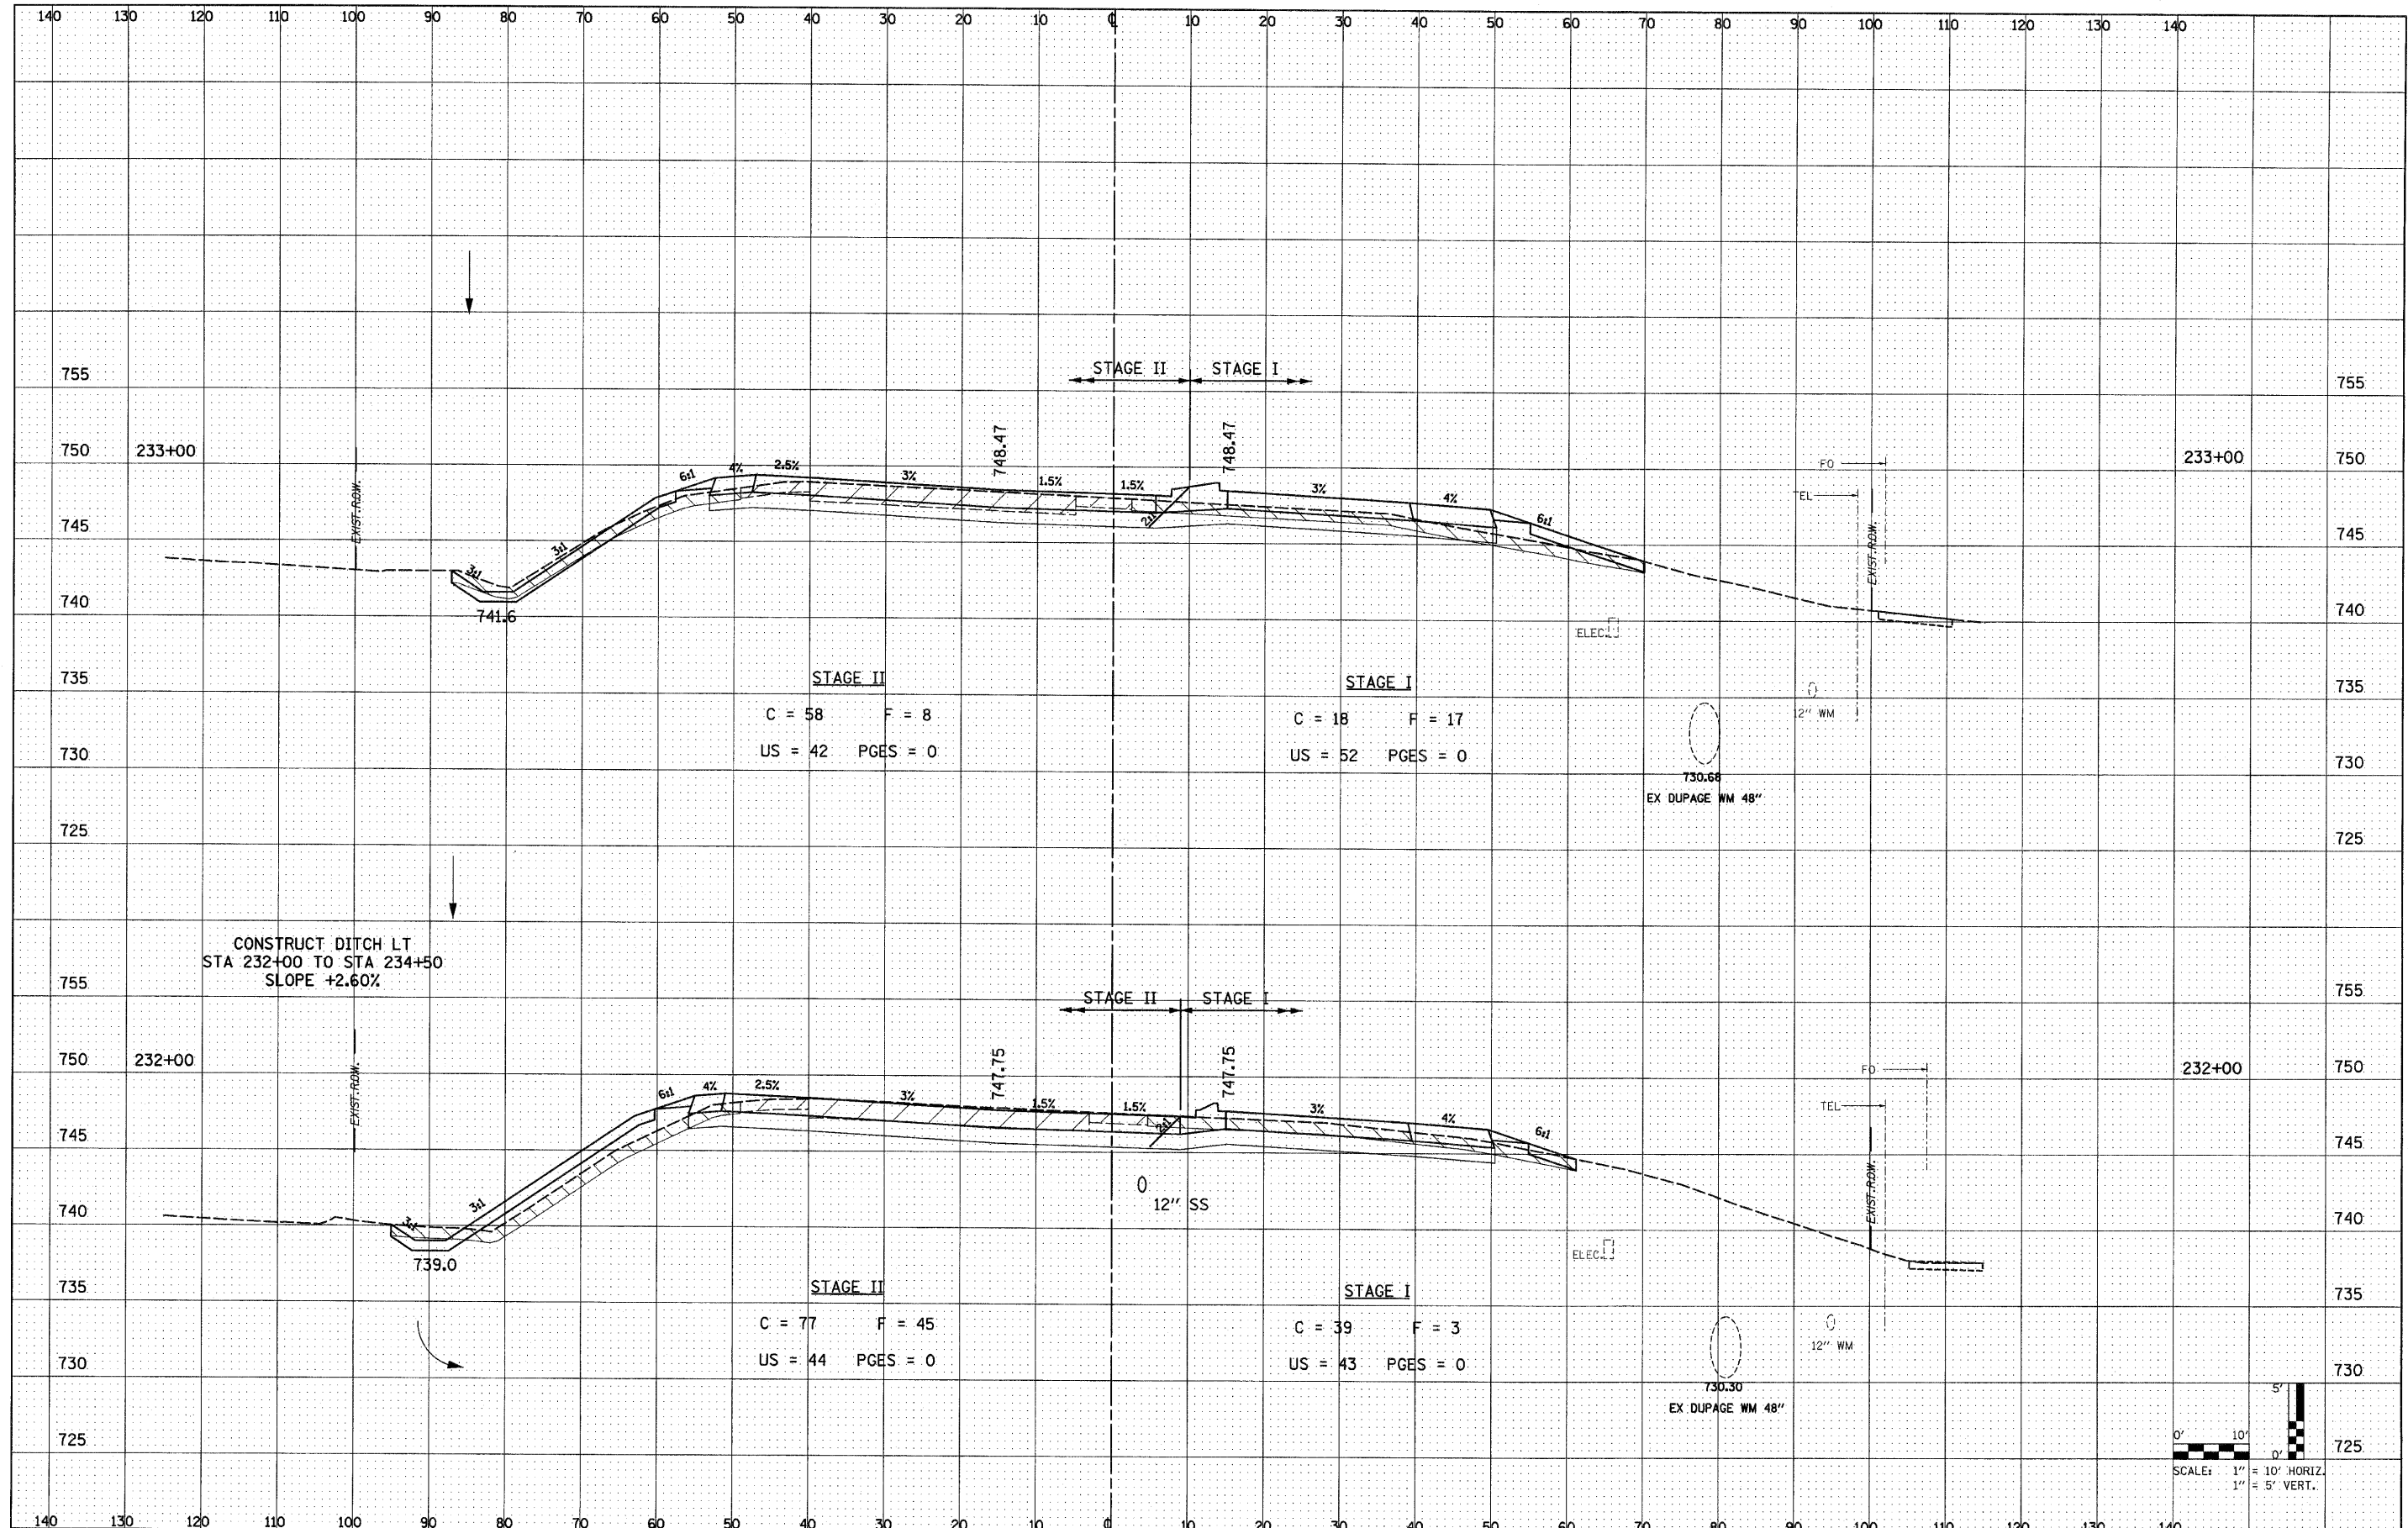 140 130 120 110 100 90 80 70 60 50 40 30 20 10 ℄ 10 20 30 40 50 60 70 80 90 100 110 120 130 140
STAGE II STAGE I
755 755
748.47 748.47
750 233+00 233+00 750
EXIST. R.O.W.
6:1 4% 2.5% 3% 1.5% 1.5% 3% 4% 6:1
FO
TEL
EXIST. R.O.W.
745 745
3:1 3:1 2:1
740 740
741.6
ELEC.
735 735
STAGE II STAGE I
C = 58 F = 8 C = 18 F = 17
12" WM
US = 42 PGES = 0 US = 52 PGES = 0
730 730
730.68
EX DUPAGE WM 48"
725 725
CONSTRUCT DITCH LT
STA 232+00 TO STA 234+50
SLOPE +2.60%
755 755
STAGE II STAGE I
747.75 747.75
750 232+00 232+00 750
EXIST. R.O.W.
FO
6:1 4% 2.5% 3% 1.5% 1.5% 3% 4% 6:1
TEL
EXIST. R.O.W.
745 745
2:1
3:1 3:1
12" SS
740 740
739.0
ELEC.
735 735
STAGE II STAGE I
C = 77 F = 45 C = 39 F = 3
12" WM
US = 44 PGES = 0 US = 43 PGES = 0
730 730
730.30
EX DUPAGE WM 48"
5'
0' 10' 0'
725 725
SCALE: 1" = 10' HORIZ.
1" = 5' VERT.
140 130 120 110 100 90 80 70 60 50 40 30 20 10 ℄ 10 20 30 40 50 60 70 80 90 100 110 120 130 140